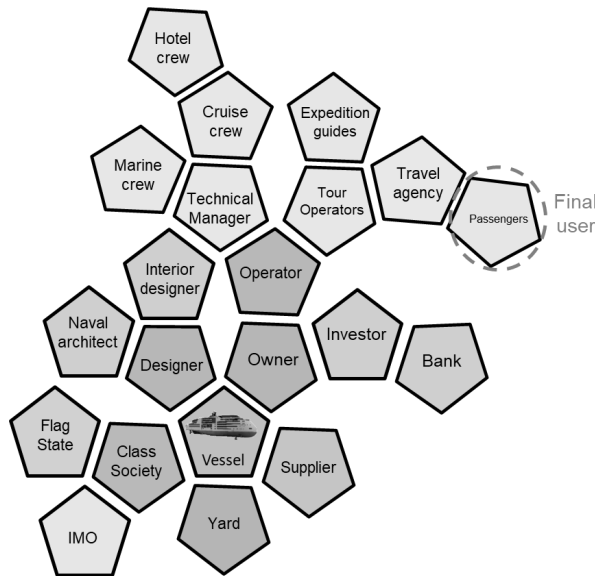 Hotel
crew
Cruise
crew
Expedition
guides
Marine
crew
Technical
Manager
Tour
Operators
Travel
agency
Passengers
Final
user
Interior
designer
Operator
Naval
architect
Designer
Owner
Investor
Bank
Flag
State
Class
Society
Vessel
Supplier
IMO
Yard